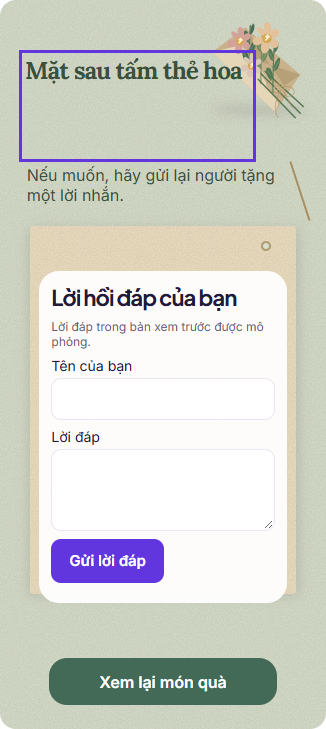 Mặt sau tấm thẻ hoa
Nếu muốn, hãy gửi lại người tặng
một lời nhắn.
Lời hồi đáp của bạn
Lời đáp trong bản xem trước được mô
phỏng.
Tên của bạn
Lời đáp
Gửi lời đáp
Xem lại món quà